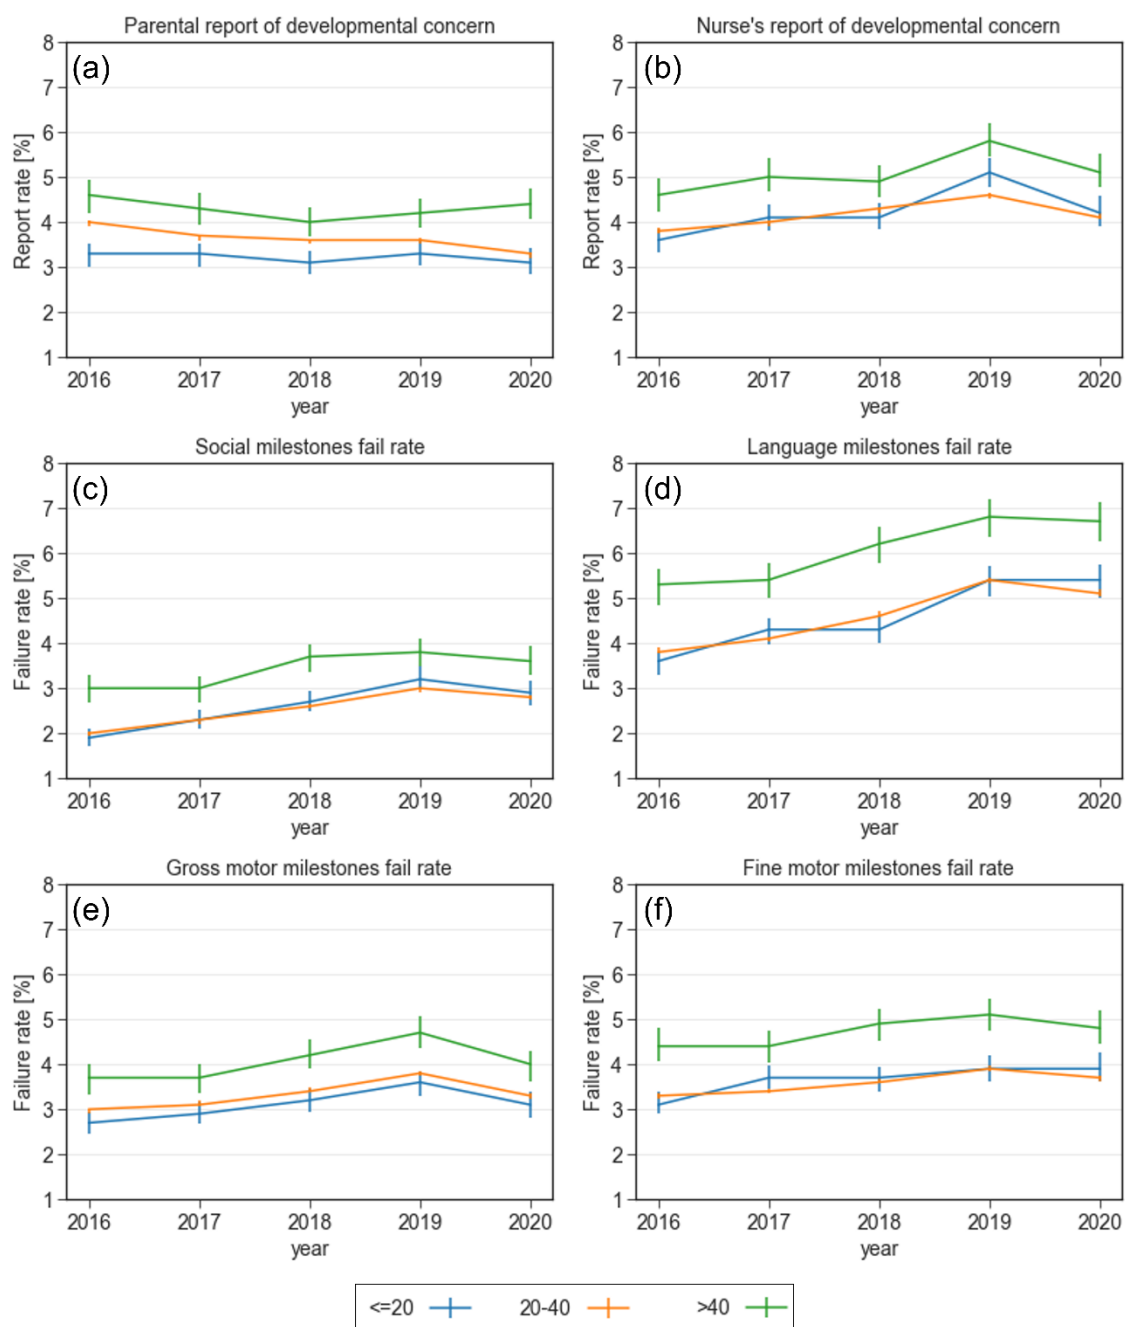 Parental report of developmental concern
(a)
8
7
6
5
4
3
2
1
Report rate [%]
2016 2017 2018 2019 2020
year
Nurse's report of developmental concern
(b)
8
7
6
5
4
3
2
1
Report rate [%]
2016 2017 2018 2019 2020
year
Social milestones fail rate
(c)
8
7
6
5
4
3
2
1
Failure rate [%]
2016 2017 2018 2019 2020
year
Language milestones fail rate
(d)
8
7
6
5
4
3
2
1
Failure rate [%]
2016 2017 2018 2019 2020
year
Gross motor milestones fail rate
(e)
8
7
6
5
4
3
2
1
Failure rate [%]
2016 2017 2018 2019 2020
year
Fine motor milestones fail rate
(f)
8
7
6
5
4
3
2
1
Failure rate [%]
2016 2017 2018 2019 2020
year
<=20 20-40 >40